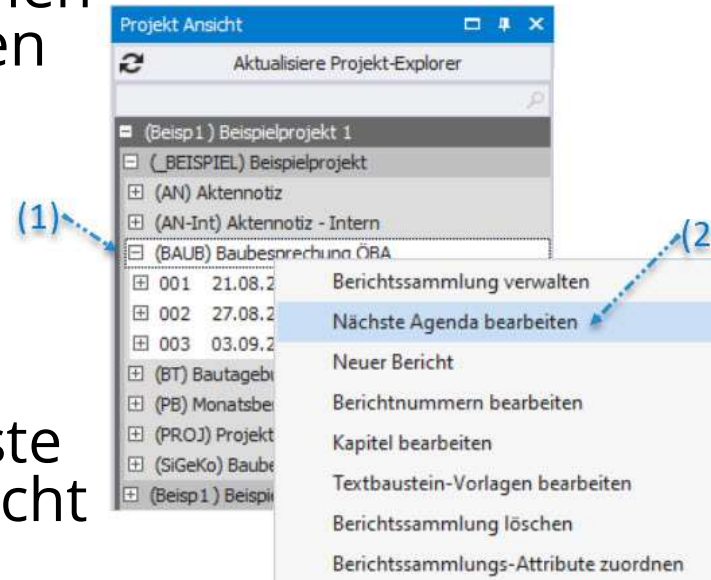 en
Projekt Ansicht
Aktualisiere Projekt-Explorer
(Beisp1) Beispielprojekt 1
(_BEISPIEL) Beispielprojekt
(AN) Aktennotiz
(AN-Int) Aktennotiz - Intern
(1)
(2
(BAUB) Baubesprechung ÖBA
001 21.08.2
002 27.08.2
003 03.09.2
(BT) Bautagebu
(PB) Monatsbe
(PROJ) Projekt
(SiGeKo) Baube
(Beisp1) Beispi
Berichtssammlung verwalten
Nächste Agenda bearbeiten
Neuer Bericht
Berichtnummern bearbeiten
Kapitel bearbeiten
Textbaustein-Vorlagen bearbeiten
Berichtssammlung löschen
Berichtssammlungs-Attribute zuordnen
ste
cht